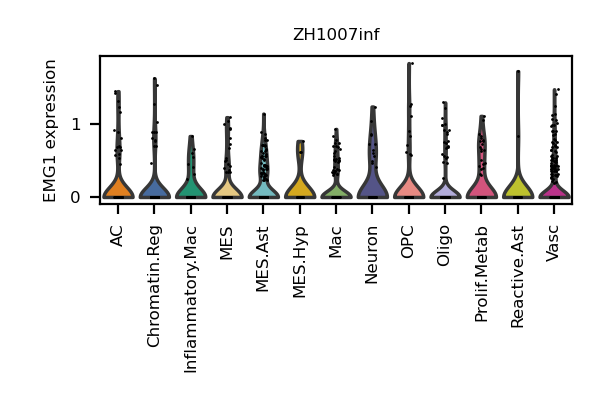 ZH1007inf
EMG1 expression
1
0
AC
Chromatin.Reg
Inflammatory.Mac
MES
MES.Ast
MES.Hyp
Mac
Neuron
OPC
Oligo
Prolif.Metab
Reactive.Ast
Vasc